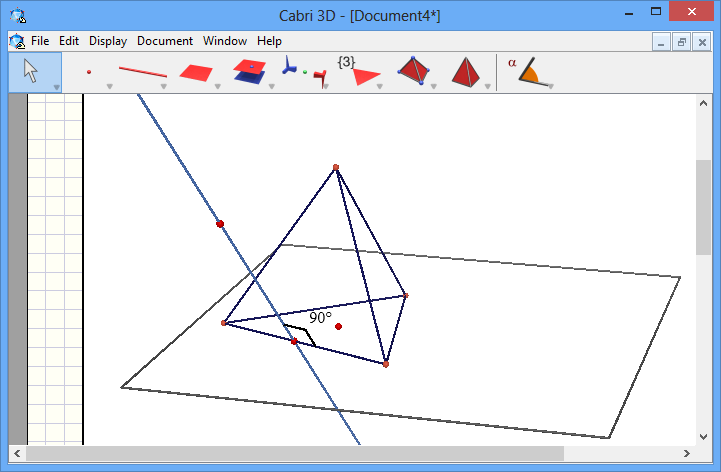 Cabri 3D - [Document4*]
File Edit Display Document Window Help
{3} α
90°